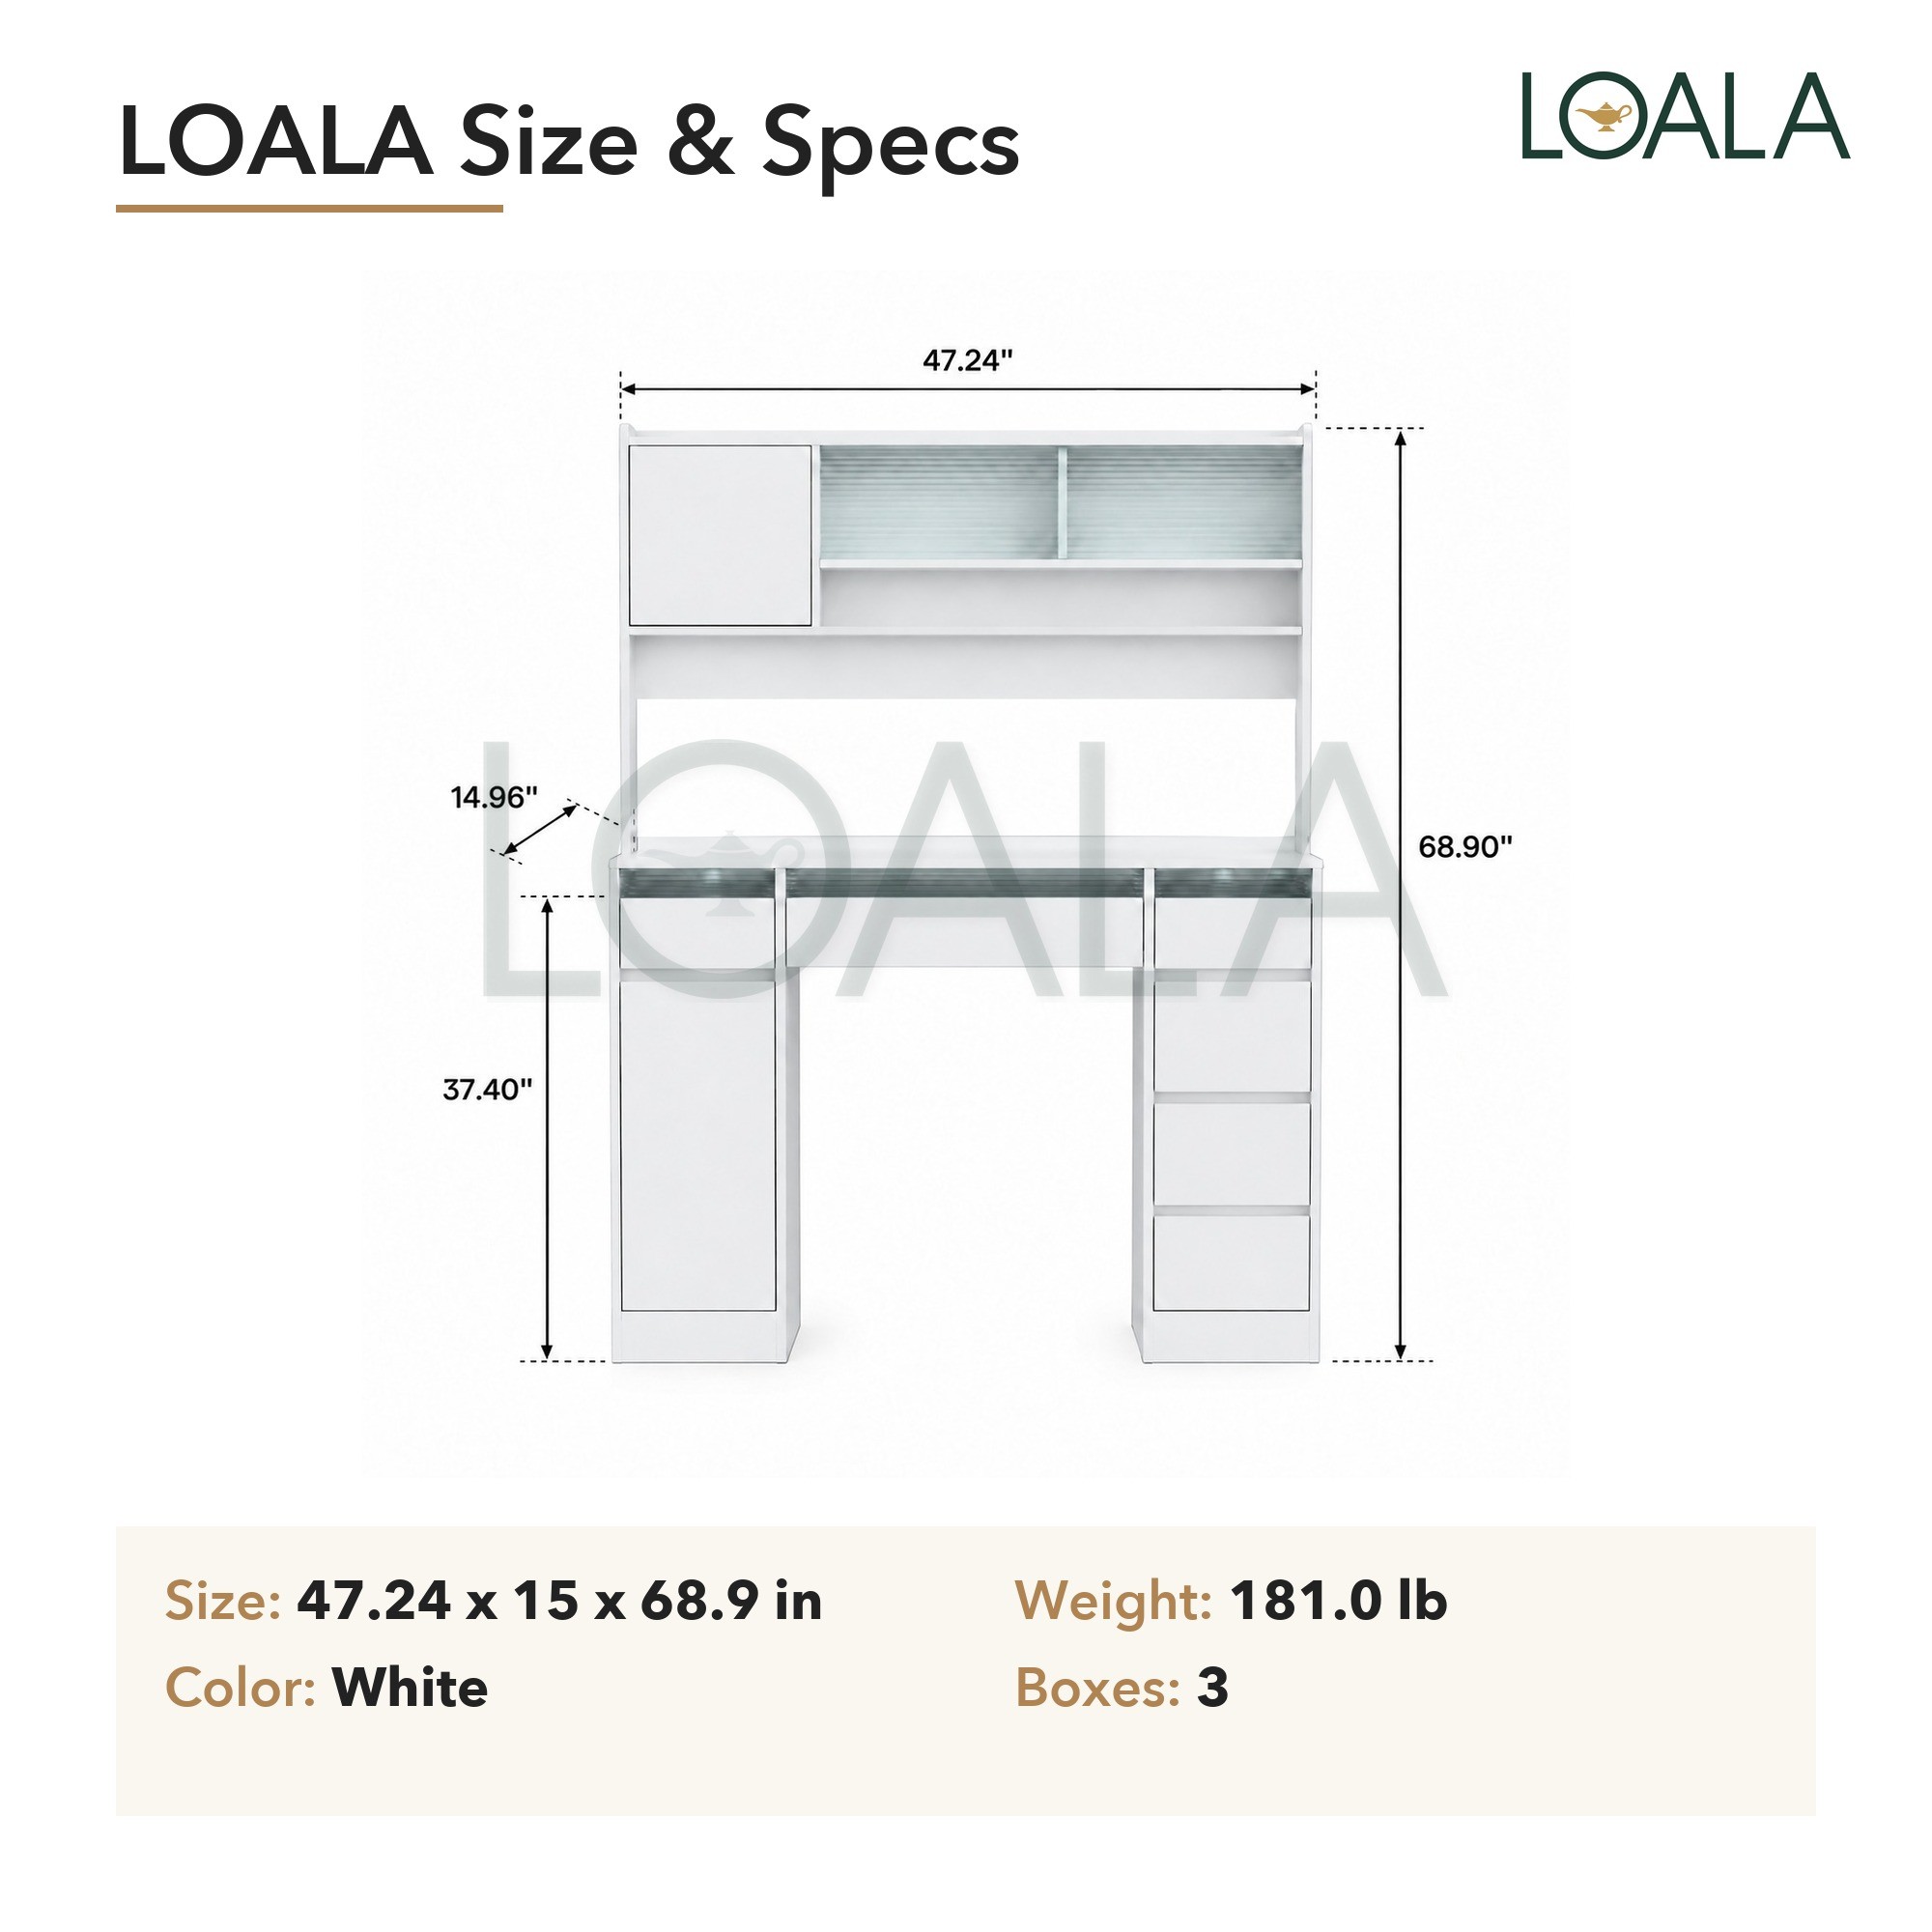 LOALA Size & Specs
LOALA
47.24"
14.96"
68.90"
LOALA
37.40"
Size: 47.24 x 15 x 68.9 in
Weight: 181.0 lb
Color: White
Boxes: 3